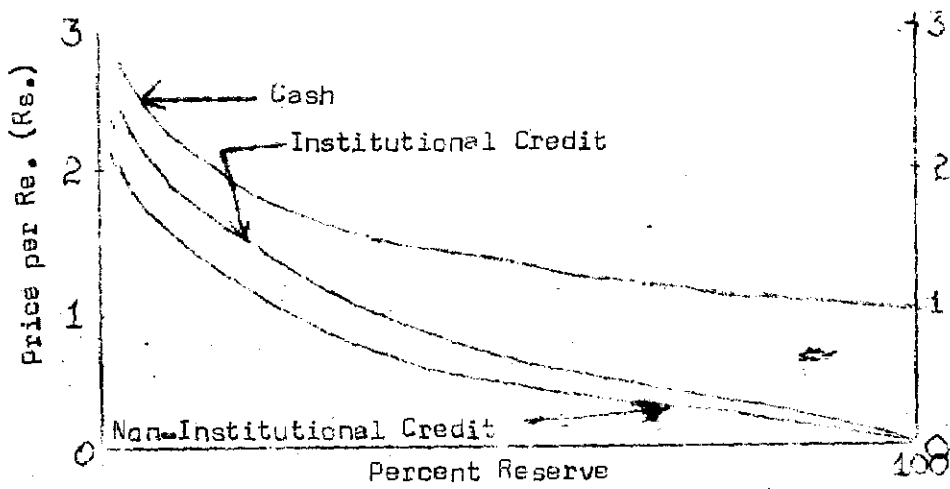 3
3
Price per Re. (Rs.)
Cash
Institutional Credit
2
2
1
1
Non-Institutional Credit
0
0
100
Percent Reserve